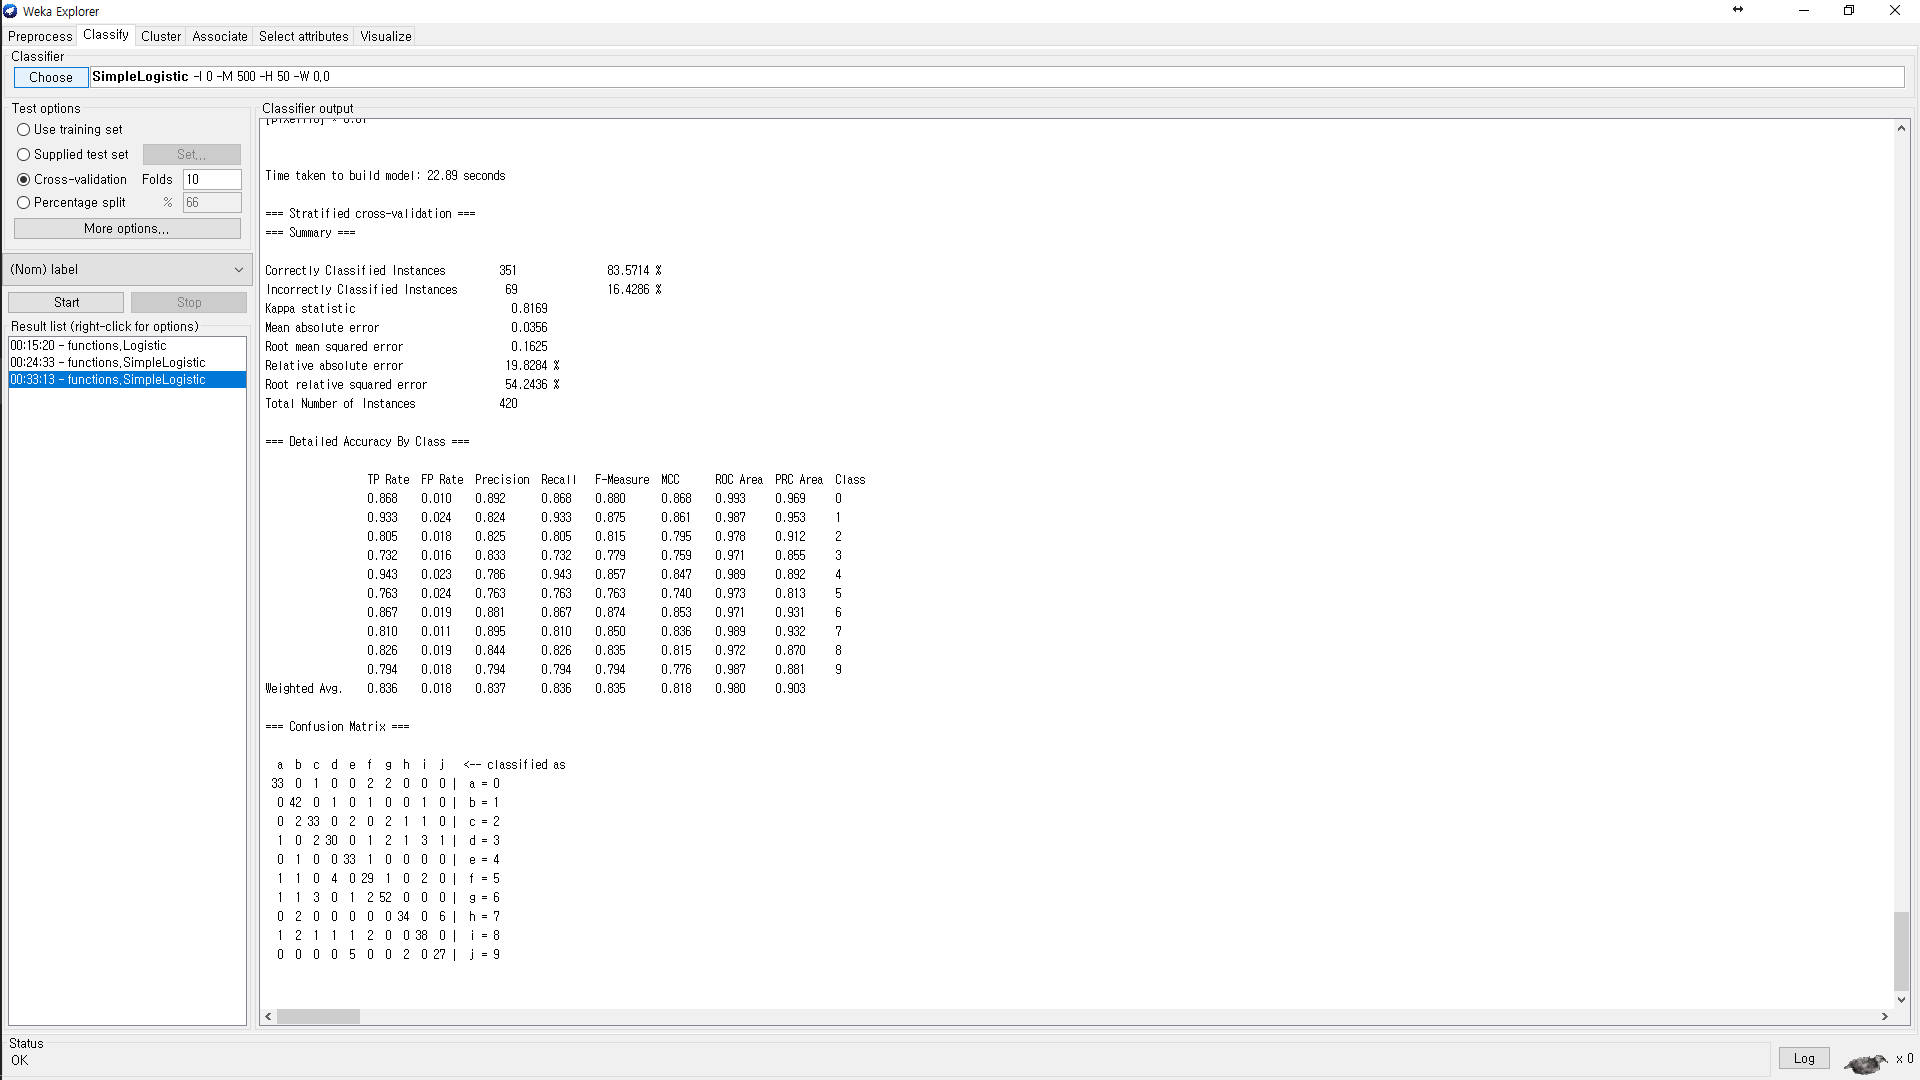 Weka Explorer
Preprocess Classify Cluster Associate Select attributes Visualize
Classifier
Choose SimpleLogistic -I 0 -M 500 -H 50 -W 0.0
Test options
Use training set
Supplied test set Set...
Cross-validation Folds 10
Percentage split % 66
More options...
(Nom) label
Start Stop
Result list (right-click for options)
00:15:20 - functions.Logistic
00:24:33 - functions.SimpleLogistic
00:33:13 - functions.SimpleLogistic
Classifier output
Time taken to build model: 22.89 seconds
=== Stratified cross-validation ===
=== Summary ===
Correctly Classified Instances 351 83.5714 %
Incorrectly Classified Instances 69 16.4286 %
Kappa statistic 0.8169
Mean absolute error 0.0356
Root mean squared error 0.1625
Relative absolute error 19.8284 %
Root relative squared error 54.2436 %
Total Number of Instances 420
=== Detailed Accuracy By Class ===
TP Rate FP Rate Precision Recall F-Measure MCC ROC Area PRC Area Class
0.868 0.010 0.892 0.868 0.880 0.868 0.993 0.969 0
0.933 0.024 0.824 0.933 0.875 0.861 0.987 0.953 1
0.805 0.018 0.825 0.805 0.815 0.795 0.978 0.912 2
0.732 0.016 0.833 0.732 0.779 0.759 0.971 0.855 3
0.943 0.023 0.786 0.943 0.857 0.847 0.989 0.892 4
0.763 0.024 0.763 0.763 0.763 0.740 0.973 0.813 5
0.867 0.019 0.881 0.867 0.874 0.853 0.971 0.931 6
0.810 0.011 0.895 0.810 0.850 0.836 0.989 0.932 7
0.826 0.019 0.844 0.826 0.835 0.815 0.972 0.870 8
0.794 0.018 0.794 0.794 0.794 0.776 0.987 0.881 9
Weighted Avg. 0.836 0.018 0.837 0.836 0.835 0.818 0.980 0.903
=== Confusion Matrix ===
a b c d e f g h i j <-- classified as
33 0 1 0 0 2 2 0 0 0 | a = 0
0 42 0 1 0 1 0 0 1 0 | b = 1
0 2 33 0 2 0 2 1 1 0 | c = 2
1 0 2 30 0 1 2 1 3 1 | d = 3
0 1 0 0 33 1 0 0 0 0 | e = 4
1 1 0 4 0 29 1 0 2 0 | f = 5
1 1 3 0 1 2 52 0 0 0 | g = 6
0 2 0 0 0 0 0 34 0 6 | h = 7
1 2 1 1 1 2 0 0 38 0 | i = 8
0 0 0 0 5 0 0 2 0 27 | j = 9
Status
OK
Log x 0